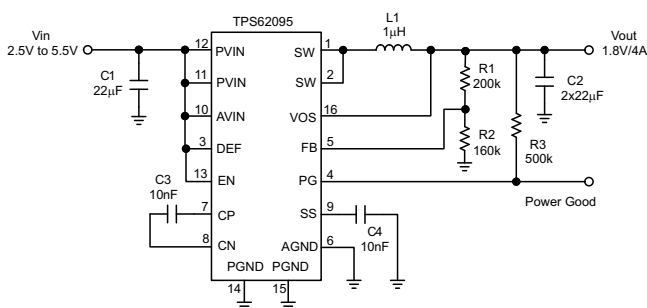 TPS62095
Vin
2.5V to 5.5V
C1
22μF
12 PVIN
11 PVIN
10 AVIN
3 DEF
13 EN
C3
10nF
7 CP
8 CN
PGND PGND
14 15
SW 1
SW 2
VOS 16
FB 5
PG 4
SS 9
AGND 6
L1
1μH
R1
200k
R2
160k
C2
2x22μF
R3
500k
C4
10nF
Vout
1.8V/4A
Power Good